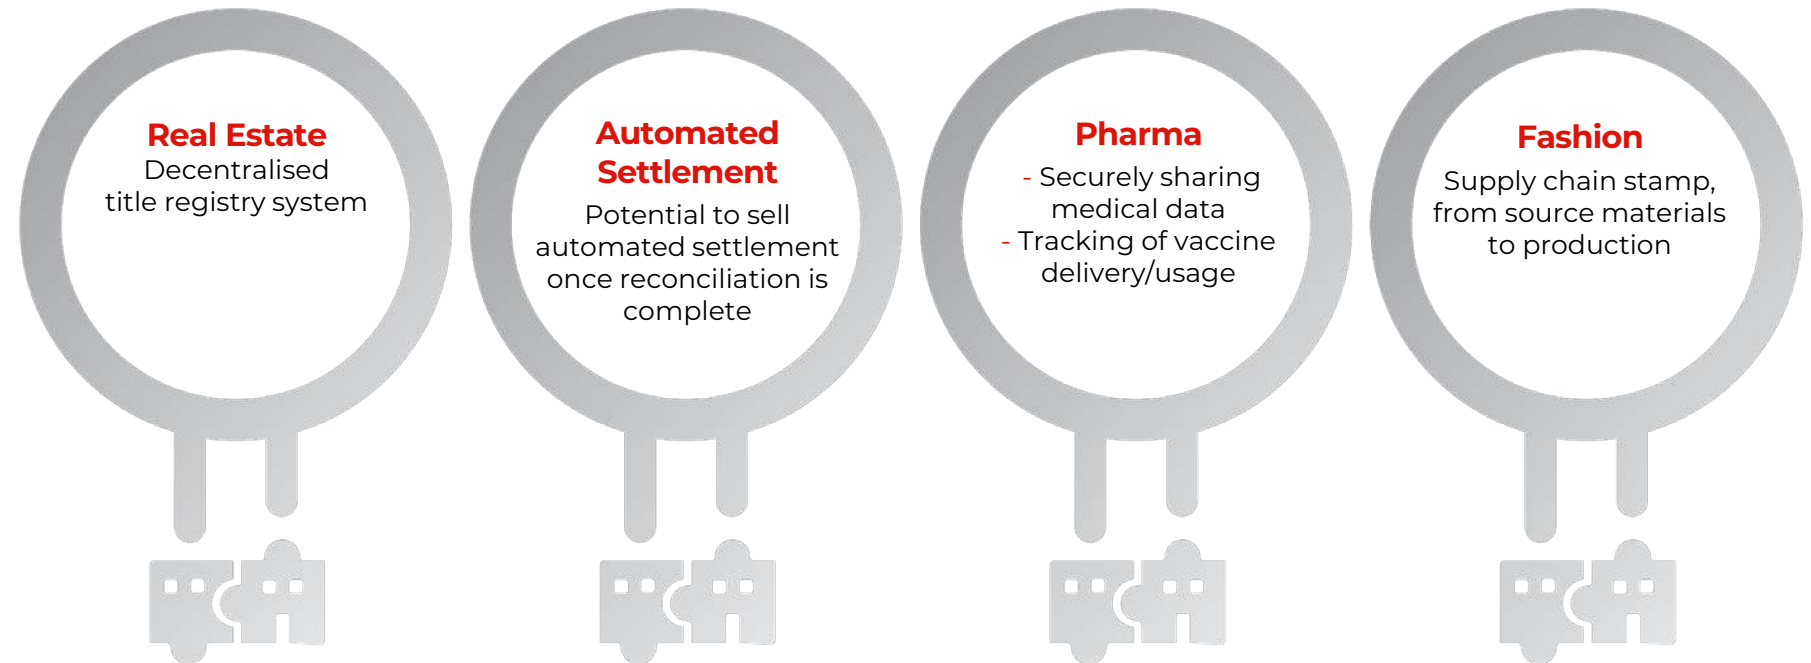 Real Estate
Decentralised
title registry system
Automated
Settlement
Potential to sell
automated settlement
once reconciliation is
complete
Pharma
- Securely sharing
medical data
- Tracking of vaccine
delivery/usage
Fashion
Supply chain stamp,
from source materials
to production